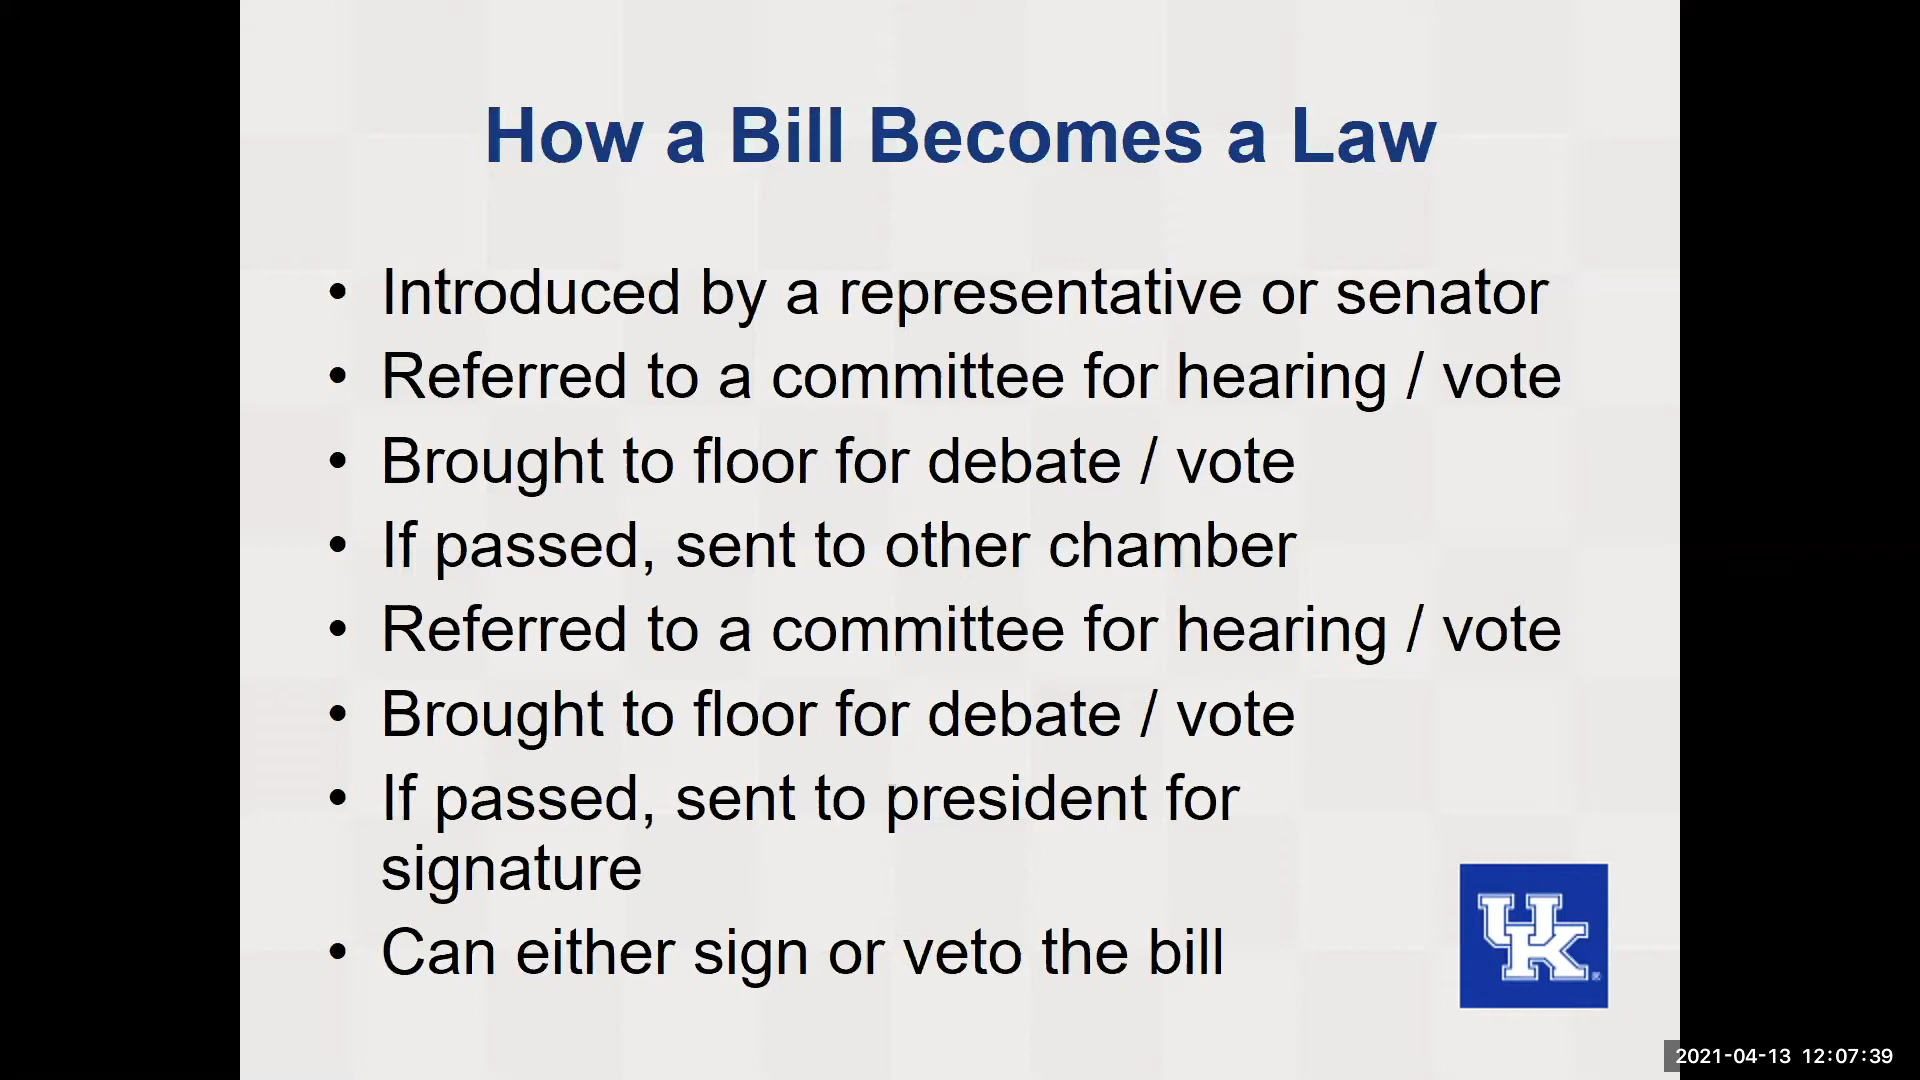 How a Bill Becomes a Law
• Introduced by a representative or senator
• Referred to a committee for hearing / vote
• Brought to floor for debate / vote
• If passed, sent to other chamber
• Referred to a committee for hearing / vote
• Brought to floor for debate / vote
• If passed, sent to president for
signature
• Can either sign or veto the bill
UK®
2021-04-13 12:07:39